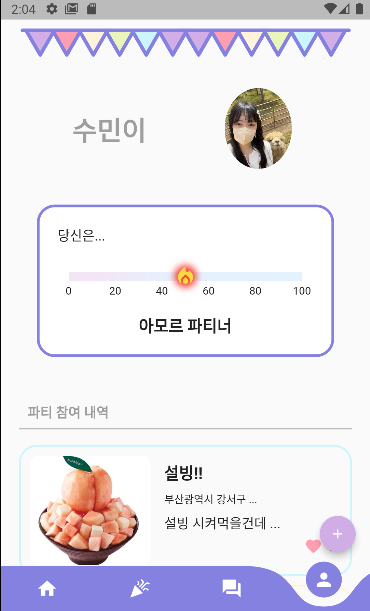 2:04
수민이
당신은...
0 20 40 60 80 100
아모르 파티너
파티 참여 내역
설빙!!
부산광역시 강서구 ...
설빙 시켜먹을건데 ...